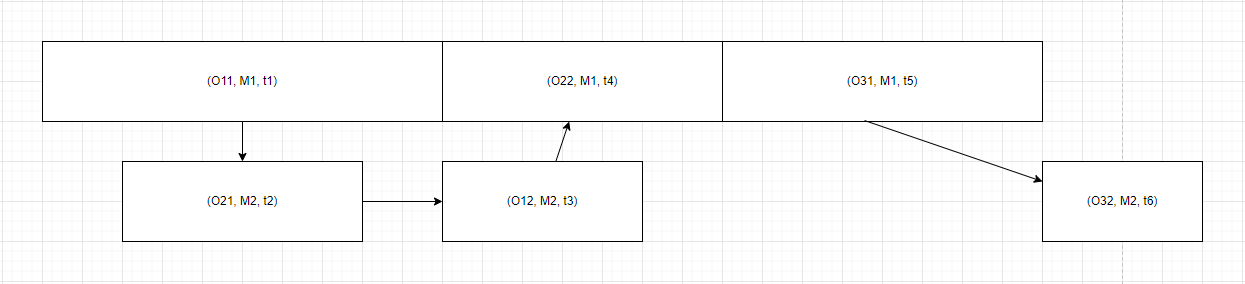 (O11, M1, t1)
(O22, M1, t4)
(O31, M1, t5)
(O21, M2, t2)
(O12, M2, t3)
(O32, M2, t6)